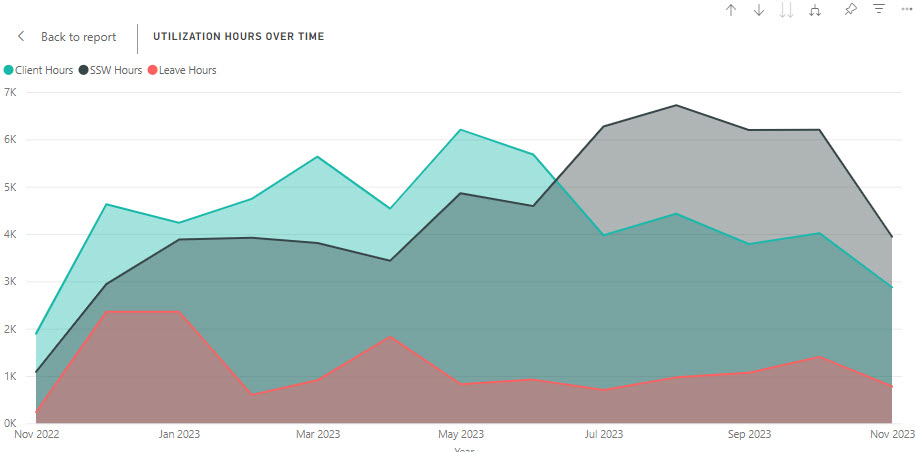 Back to report
UTILIZATION HOURS OVER TIME
Client Hours SSW Hours Leave Hours
7K
6K
5K
4K
3K
2K
1K
0K
Nov 2022 Jan 2023 Mar 2023 May 2023 Jul 2023 Sep 2023 Nov 2023
Year